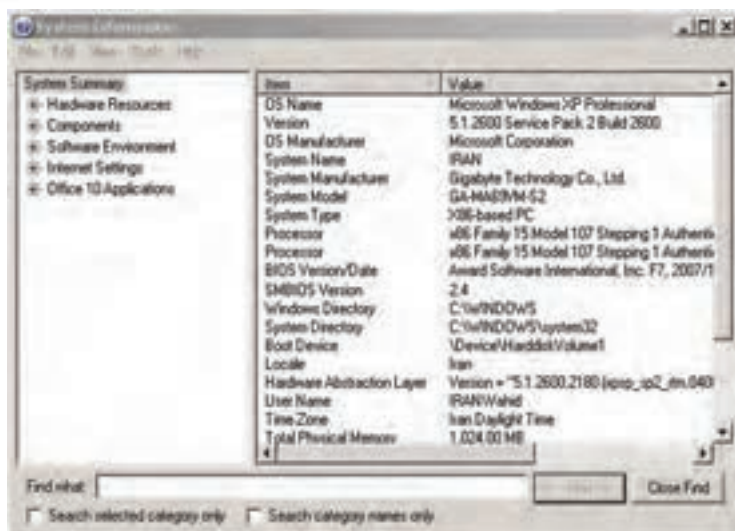 System Information
File Edit View Tools Help
System Summary
Hardware Resources
Components
Software Environment
Internet Settings
Office 10 Applications
Item Value
OS Name Microsoft Windows XP Professional
Version 5.1.2600 Service Pack 2 Build 2600
OS Manufacturer Microsoft Corporation
System Name IRAN
System Manufacturer Gigabyte Technology Co., Ltd.
System Model GA-MA69VM-S2
System Type X86-based PC
Processor x86 Family 15 Model 107 Stepping 1 Authenti
Processor x86 Family 15 Model 107 Stepping 1 Authenti
BIOS Version/Date Award Software International, Inc. F7, 2007/1
SMBIOS Version 2.4
Windows Directory C:\WINDOWS
System Directory C:\WINDOWS\system32
Boot Device \Device\HarddiskVolume1
Locale Iran
Hardware Abstraction Layer Version = "5.1.2600.2180 (xpsp_sp2_rtm.040
User Name IRAN\Vahid
Time Zone Iran Daylight Time
Total Physical Memory 1,024.00 MB
Find what: Close Find
Search selected category only Search category names only